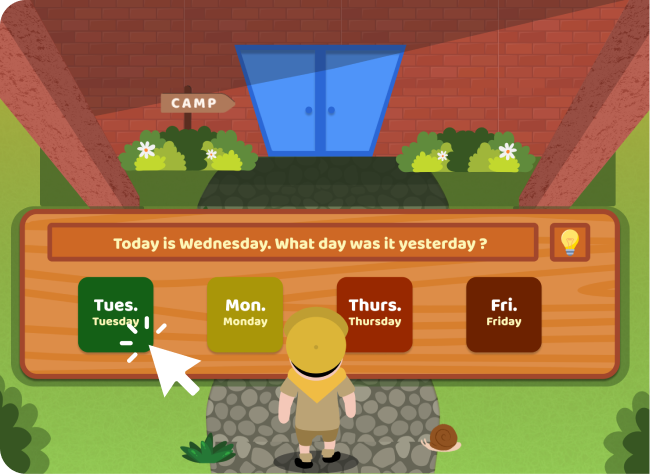 CAMP
Today is Wednesday. What day was it yesterday ?
Tues.
Tuesday
Mon.
Monday
Thurs.
Thursday
Fri.
Friday